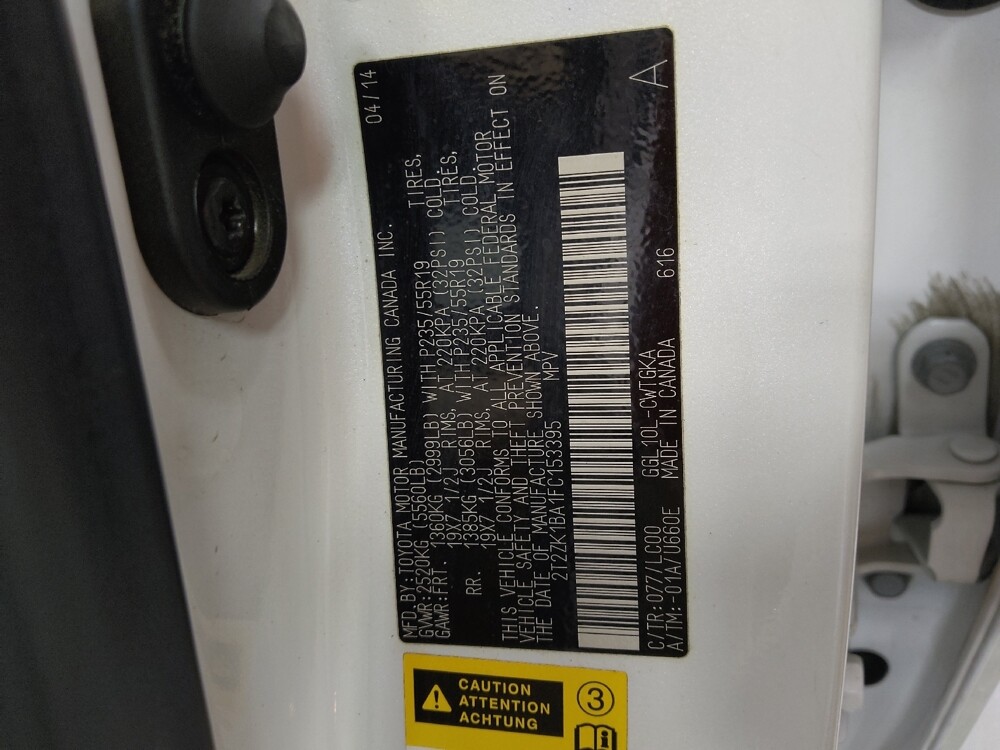 MFD.BY:TOYOTA MOTOR MANUFACTURING CANADA INC. 04/14
GVWR:2520KG (5560LB)
GAWR:FRT. 1360KG (2999LB) WITH P235/55R19 TIRES,
19X7 1/2J RIMS, AT 220KPA (32PSI) COLD.
RR. 1385KG (3056LB) WITH P235/55R19 TIRES,
19X7 1/2J RIMS, AT 220KPA (32PSI) COLD.
THIS VEHICLE CONFORMS TO ALL APPLICABLE FEDERAL MOTOR
VEHICLE SAFETY AND THEFT PREVENTION STANDARDS IN EFFECT ON
THE DATE OF MANUFACTURE SHOWN ABOVE.
2T2ZK1BA1FC153395 MPV
C/TR:077/LC00 GGL10L-CWTGKA A
A/TM:-01A/U660E MADE IN CANADA 616
CAUTION
ATTENTION
ACHTUNG
3